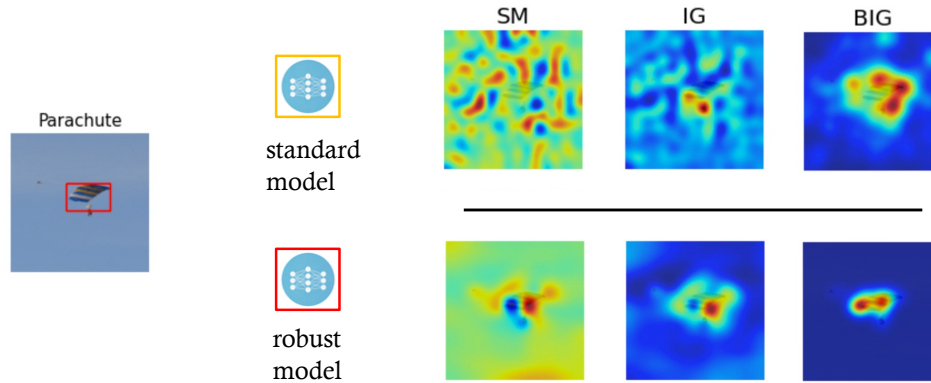 SM
IG
BIG
Parachute
standard
model
robust
model